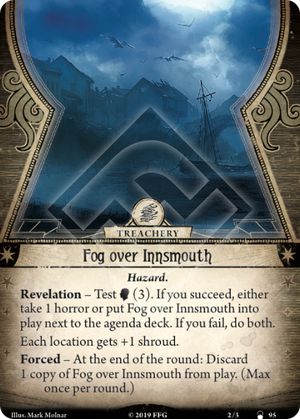 TREACHERY
Fog over Innsmouth
Hazard.
Revelation – Test (3). If you succeed, either
take 1 horror or put Fog over Innsmouth into
play next to the agenda deck. If you fail, do both.
Each location gets +1 shroud.
Forced – At the end of the round: Discard
1 copy of Fog over Innsmouth from play. (Max
once per round.)
Illus. Mark Molnar © 2019 FFG 2/3 95